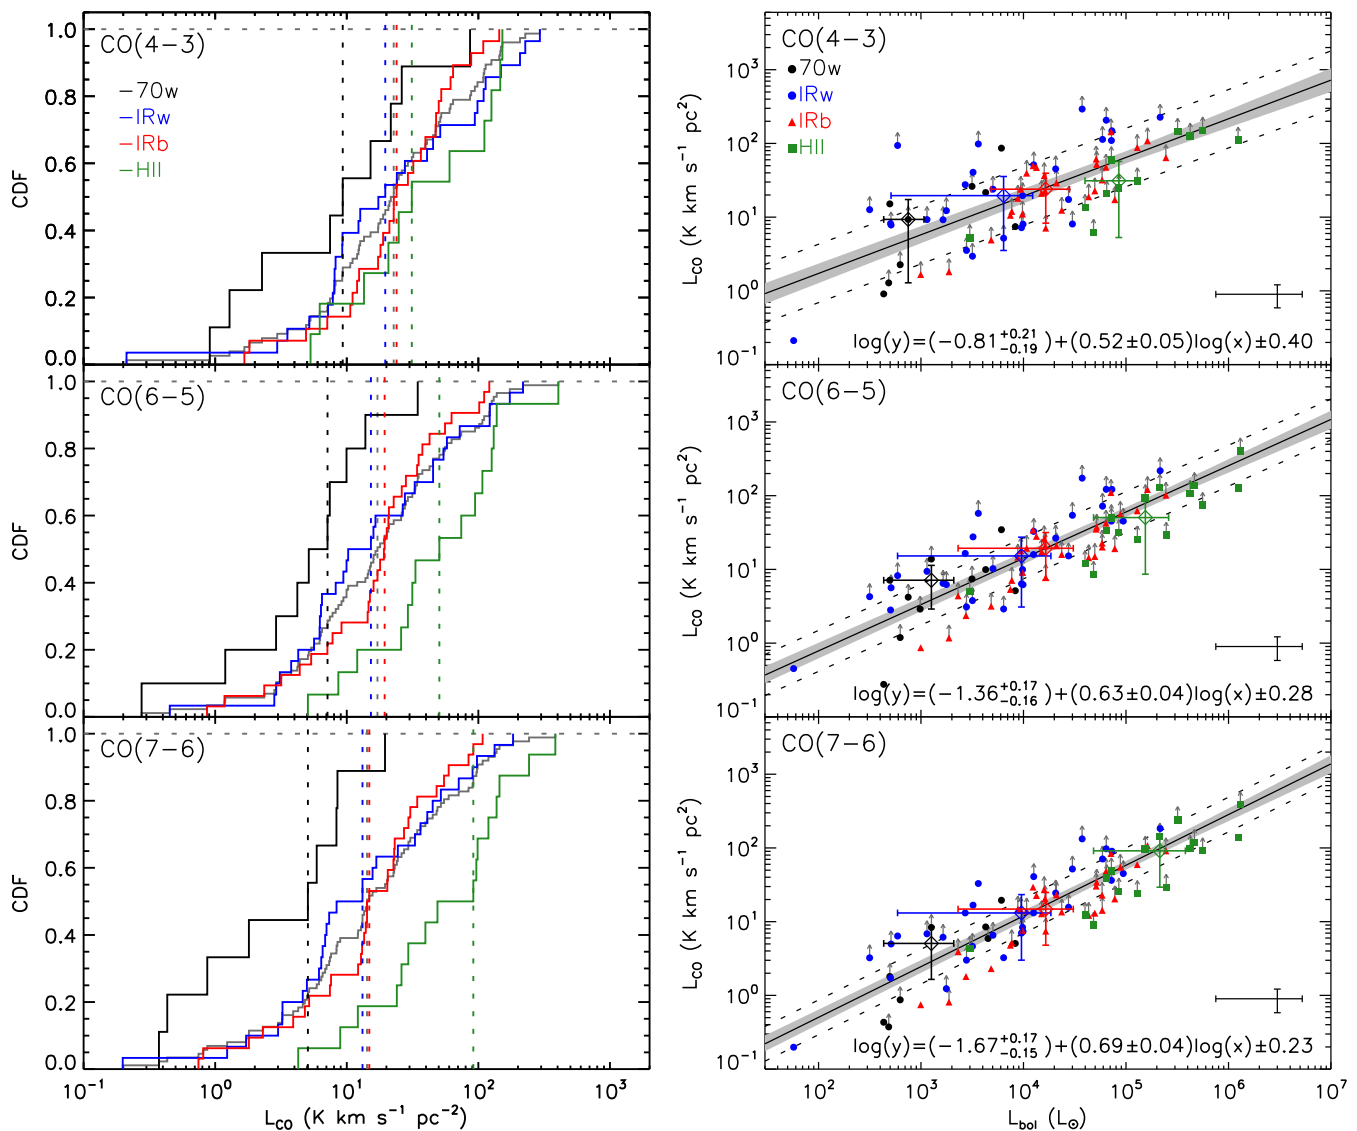 CO(4−3)
70w
IRw
IRb
HII
1.0
0.8
0.6
0.4
0.2
0.0
CDF
CO(6−5)
1.0
0.8
0.6
0.4
0.2
0.0
CDF
CO(7−6)
1.0
0.8
0.6
0.4
0.2
0.0
CDF
10⁻¹ 10⁰ 10¹ 10² 10³
L_CO (K km s⁻¹ pc⁻²)
CO(4−3)
70w
IRw
IRb
HII
10³
10²
10¹
10⁰
10⁻¹
L_CO (K km s⁻¹ pc²)
log(y)=(−0.81^{+0.21}_{−0.19})+(0.52±0.05)log(x)±0.40
CO(6−5)
10³
10²
10¹
10⁰
10⁻¹
L_CO (K km s⁻¹ pc²)
log(y)=(−1.36^{+0.17}_{−0.16})+(0.63±0.04)log(x)±0.28
CO(7−6)
10³
10²
10¹
10⁰
10⁻¹
L_CO (K km s⁻¹ pc²)
log(y)=(−1.67^{+0.17}_{−0.15})+(0.69±0.04)log(x)±0.23
10² 10³ 10⁴ 10⁵ 10⁶ 10⁷
L_bol (L_⊙)